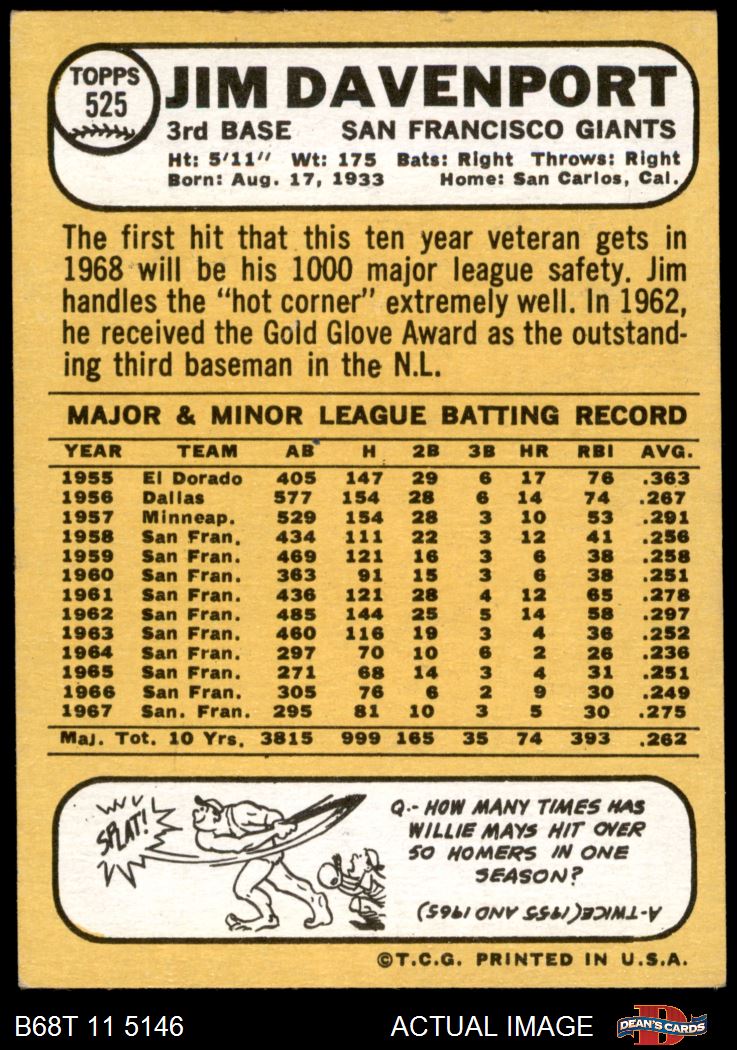 TOPPS
525
JIM DAVENPORT
3rd BASE SAN FRANCISCO GIANTS
Ht: 5'11" Wt: 175 Bats: Right Throws: Right
Born: Aug. 17, 1933 Home: San Carlos, Cal.
The first hit that this ten year veteran gets in
1968 will be his 1000 major league safety. Jim
handles the "hot corner" extremely well. In 1962,
he received the Gold Glove Award as the outstand-
ing third baseman in the N.L.
MAJOR & MINOR LEAGUE BATTING RECORD
YEAR TEAM AB H 2B 3B HR RBI AVG.
1955 El Dorado 405 147 29 6 17 76 .363
1956 Dallas 577 154 28 6 14 74 .267
1957 Minneap. 529 154 28 3 10 53 .291
1958 San Fran. 434 111 22 3 12 41 .256
1959 San Fran. 469 121 16 3 6 38 .258
1960 San Fran. 363 91 15 3 6 38 .251
1961 San Fran. 436 121 28 4 12 65 .278
1962 San Fran. 485 144 25 5 14 58 .297
1963 San Fran. 460 116 19 3 4 36 .252
1964 San Fran. 297 70 10 6 2 26 .236
1965 San Fran. 271 68 14 3 4 31 .251
1966 San Fran. 305 76 6 2 9 30 .249
1967 San. Fran. 295 81 10 3 5 30 .275
Maj. Tot. 10 Yrs. 3815 999 165 35 74 393 .262
SPLAT!
Q.- HOW MANY TIMES HAS
WILLIE MAYS HIT OVER
50 HOMERS IN ONE
SEASON?
A-TWICE (1955 AND 1965)
©T.C.G. PRINTED IN U.S.A.
B68T 11 5146 ACTUAL IMAGE
D
DEAN'S CARDS